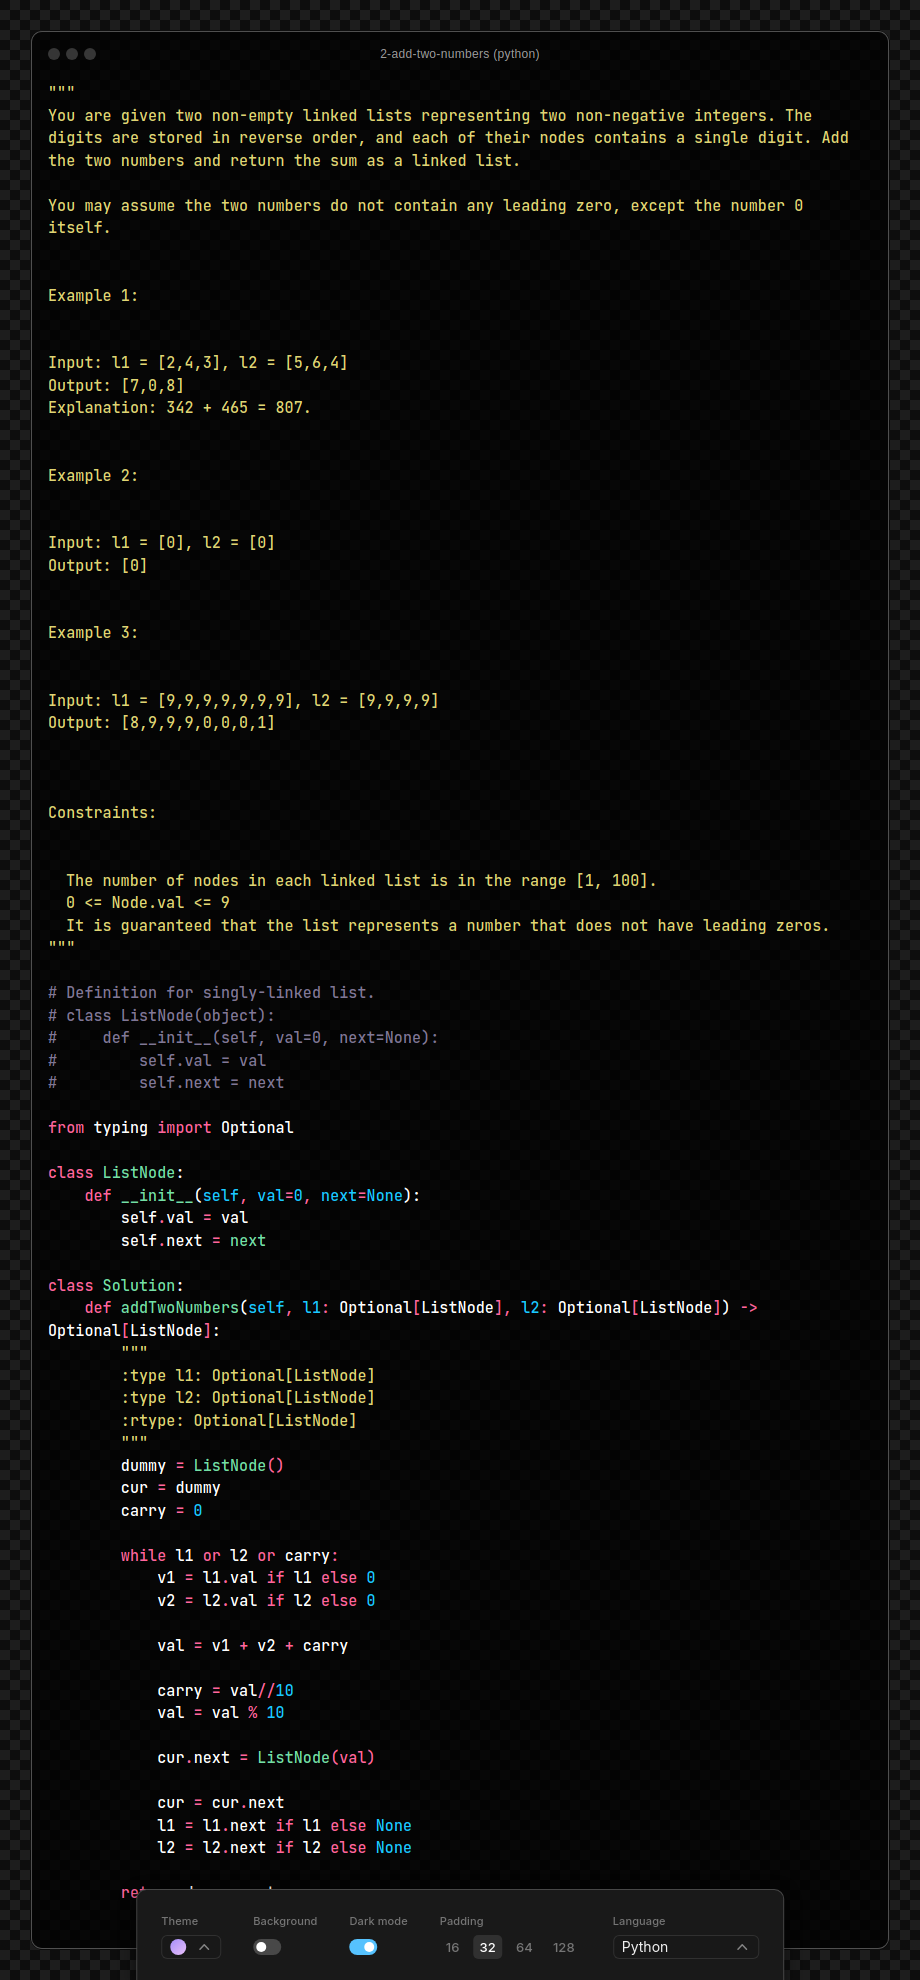 2-add-two-numbers (python)
"""
You are given two non-empty linked lists representing two non-negative integers. The
digits are stored in reverse order, and each of their nodes contains a single digit. Add
the two numbers and return the sum as a linked list.

You may assume the two numbers do not contain any leading zero, except the number 0
itself.


Example 1:


Input: l1 = [2,4,3], l2 = [5,6,4]
Output: [7,0,8]
Explanation: 342 + 465 = 807.


Example 2:


Input: l1 = [0], l2 = [0]
Output: [0]


Example 3:


Input: l1 = [9,9,9,9,9,9,9], l2 = [9,9,9,9]
Output: [8,9,9,9,0,0,0,1]



Constraints:


  The number of nodes in each linked list is in the range [1, 100].
  0 <= Node.val <= 9
  It is guaranteed that the list represents a number that does not have leading zeros.
"""

# Definition for singly-linked list.
# class ListNode(object):
#     def __init__(self, val=0, next=None):
#         self.val = val
#         self.next = next

from typing import Optional

class ListNode:
    def __init__(self, val=0, next=None):
        self.val = val
        self.next = next

class Solution:
    def addTwoNumbers(self, l1: Optional[ListNode], l2: Optional[ListNode]) ->
Optional[ListNode]:
        """
        :type l1: Optional[ListNode]
        :type l2: Optional[ListNode]
        :rtype: Optional[ListNode]
        """
        dummy = ListNode()
        cur = dummy
        carry = 0

        while l1 or l2 or carry:
            v1 = l1.val if l1 else 0
            v2 = l2.val if l2 else 0

            val = v1 + v2 + carry

            carry = val//10
            val = val % 10

            cur.next = ListNode(val)

            cur = cur.next
            l1 = l1.next if l1 else None
            l2 = l2.next if l2 else None

Theme Background Dark mode Padding Language
16 32 64 128 Python